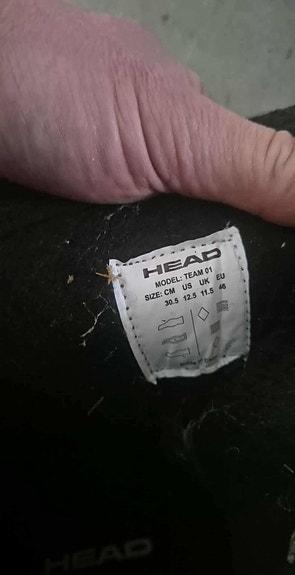 HEAD
MODEL: TEAM 01
SIZE: CM US UK EU
30.5 12.5 11.5 46
HEAD